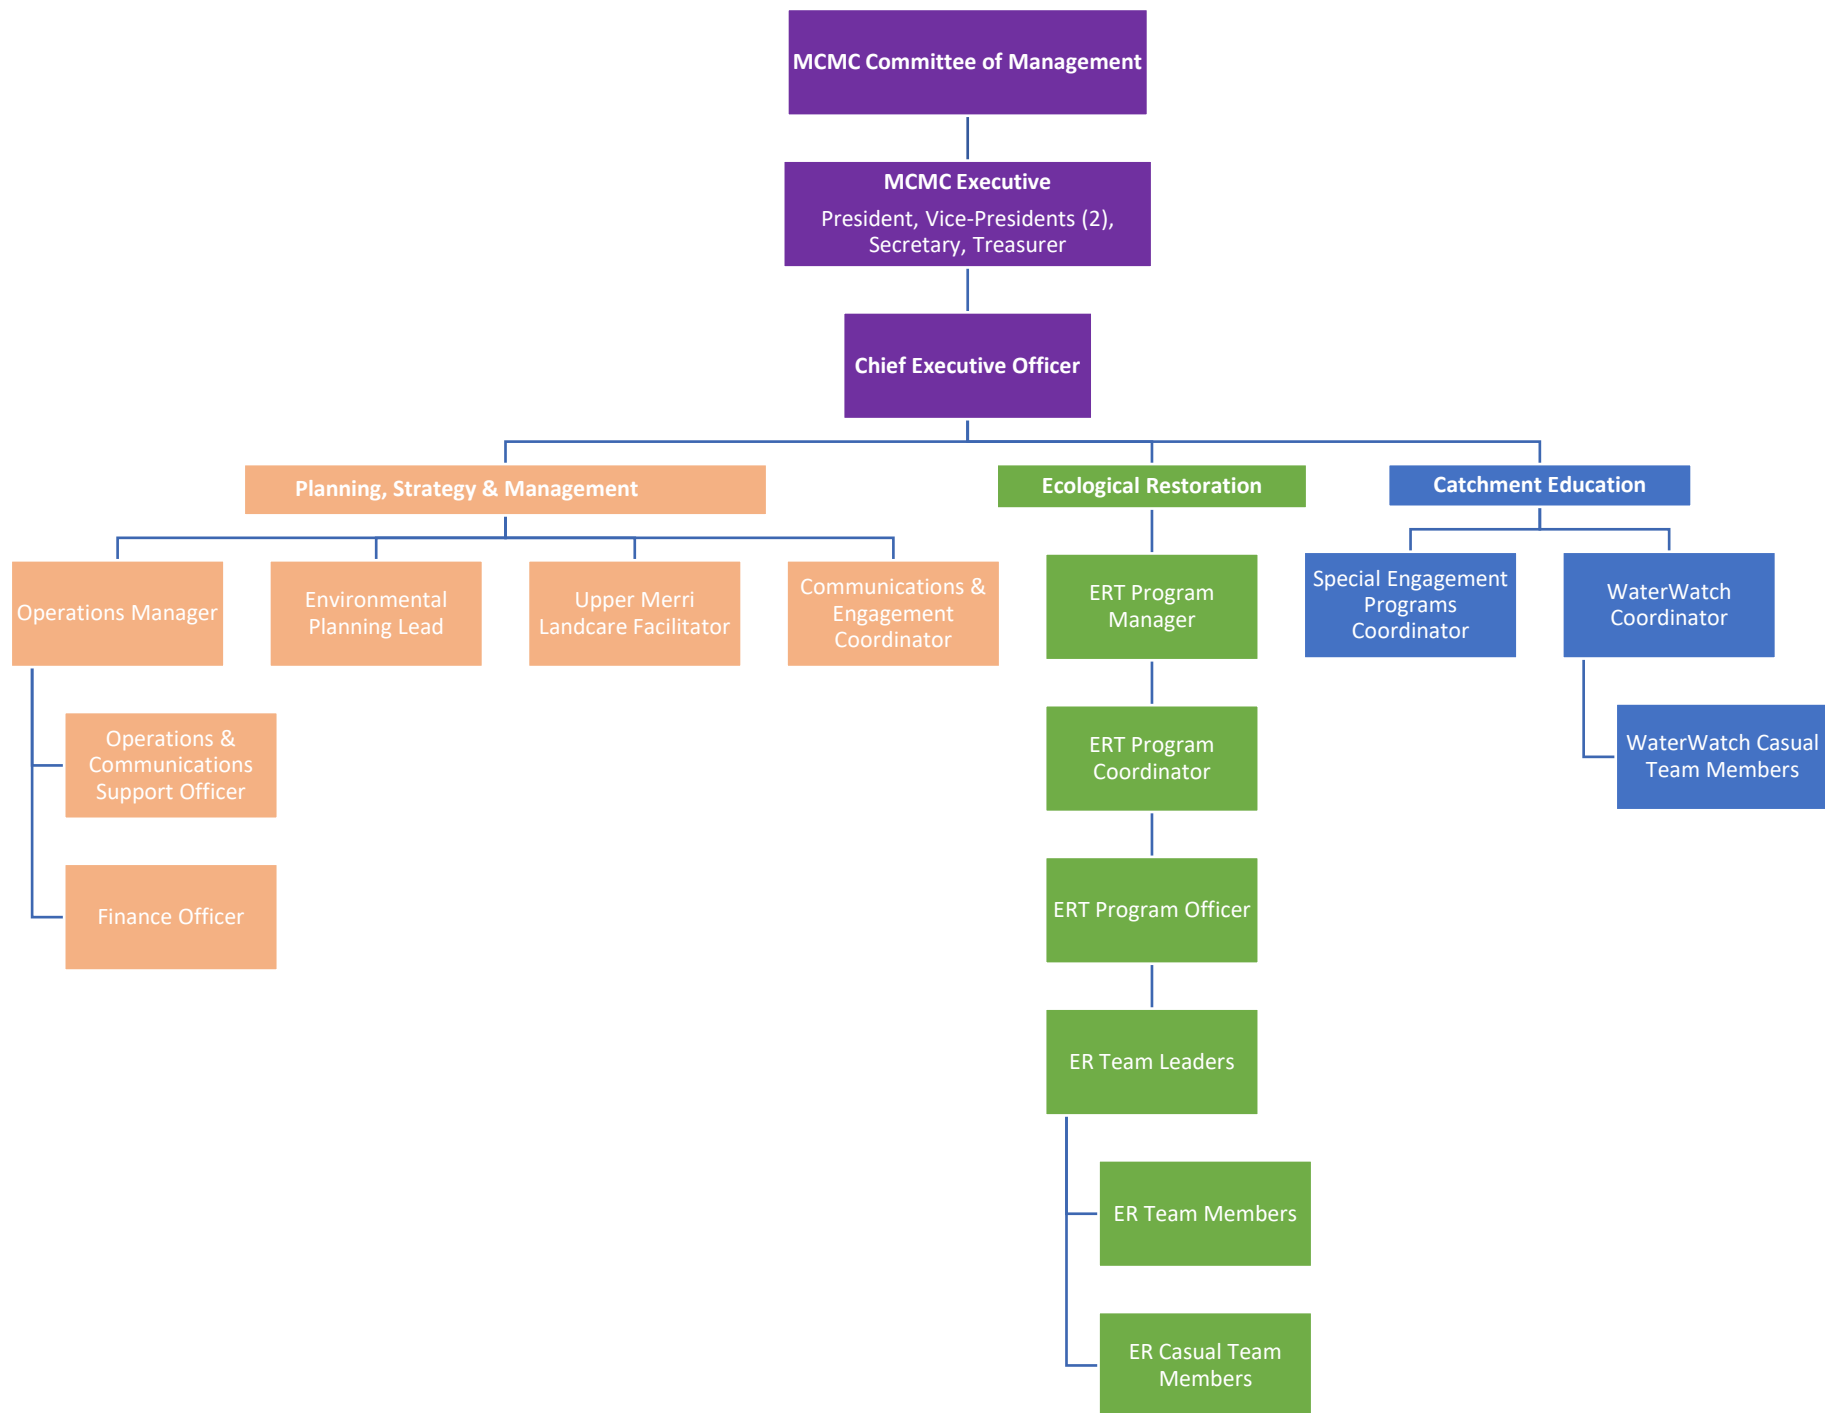 MCMC Committee of Management
MCMC Executive
President, Vice-Presidents (2),
Secretary, Treasurer
Chief Executive Officer
Planning, Strategy & Management
Ecological Restoration
Catchment Education
Operations Manager
Environmental
Planning Lead
Upper Merri
Landcare Facilitator
Communications &
Engagement
Coordinator
ERT Program
Manager
Special Engagement
Programs
Coordinator
WaterWatch
Coordinator
Operations &
Communications
Support Officer
ERT Program
Coordinator
WaterWatch Casual
Team Members
Finance Officer
ERT Program Officer
ER Team Leaders
ER Team Members
ER Casual Team
Members